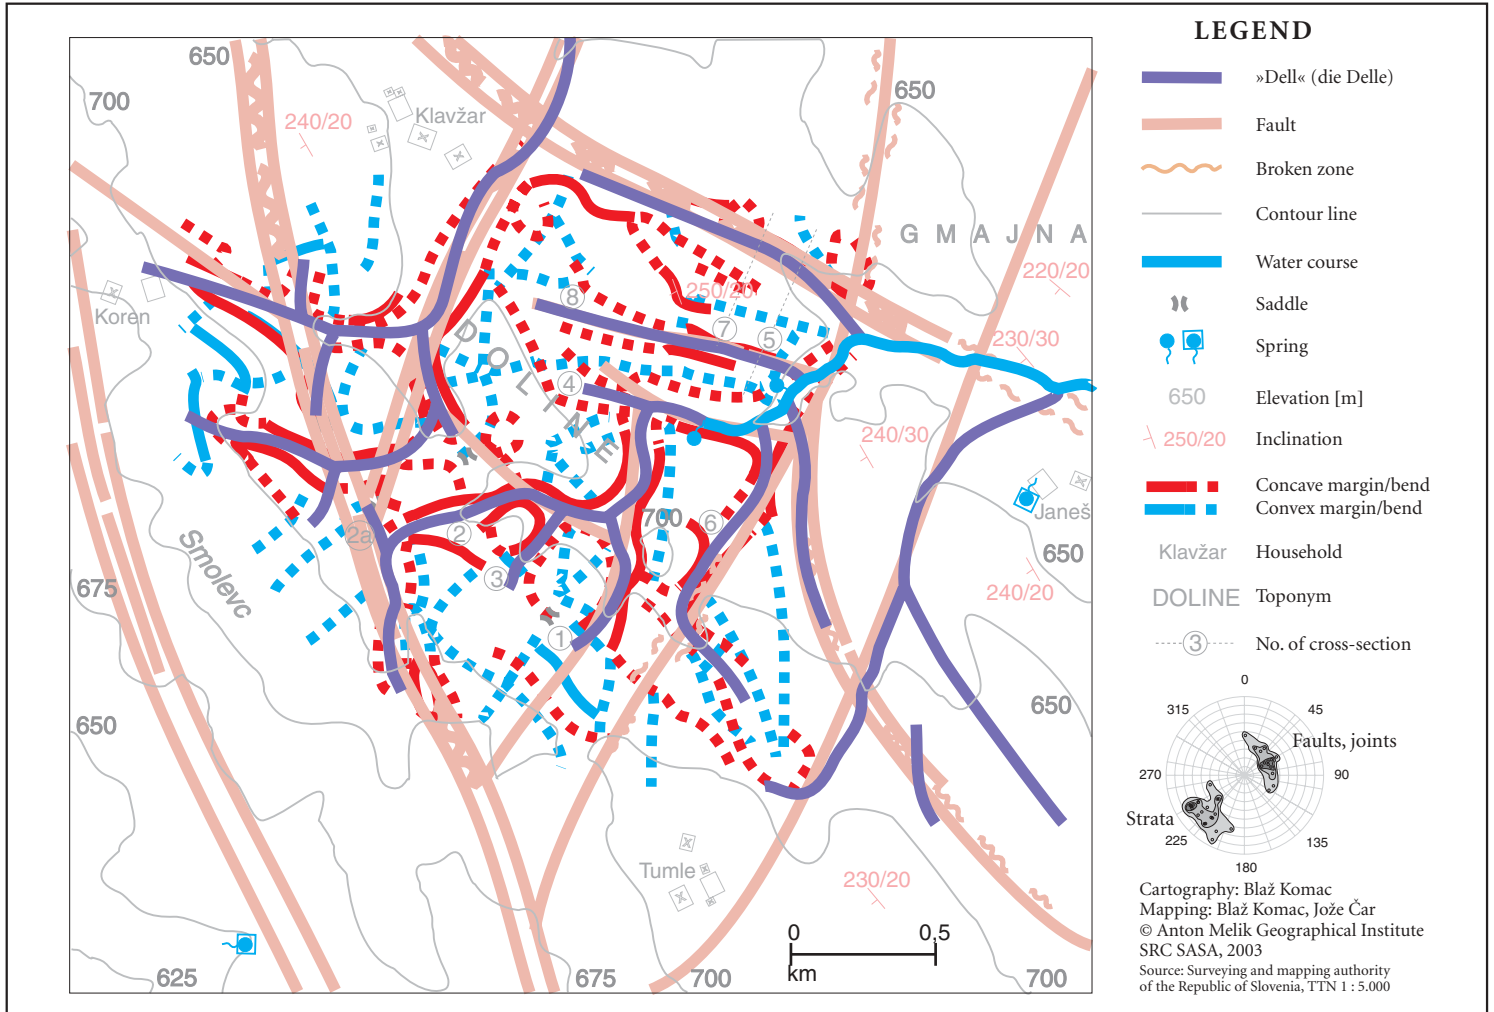 650
700
Klavžar
240/20
650
G M A J N A
220/20
250/20
230/30
Koren
D O L I N E
8
7
5
4
240/30
2a
2
3
700
6
1
Janeš
650
240/20
Smolevc
675
650
650
Tumle
230/20
0 0,5
km
625
675
700
700
LEGEND
»Dell« (die Delle)
Fault
Broken zone
Contour line
Water course
Saddle
Spring
650 Elevation [m]
250/20 Inclination
Concave margin/bend
Convex margin/bend
Klavžar Household
DOLINE Toponym
3 No. of cross-section
0
315 45
Faults, joints
270 90
Strata
225 135
180
Cartography: Blaž Komac
Mapping: Blaž Komac, Jože Čar
© Anton Melik Geographical Institute
SRC SASA, 2003
Source: Surveying and mapping authority
of the Republic of Slovenia, TTN 1 : 5.000